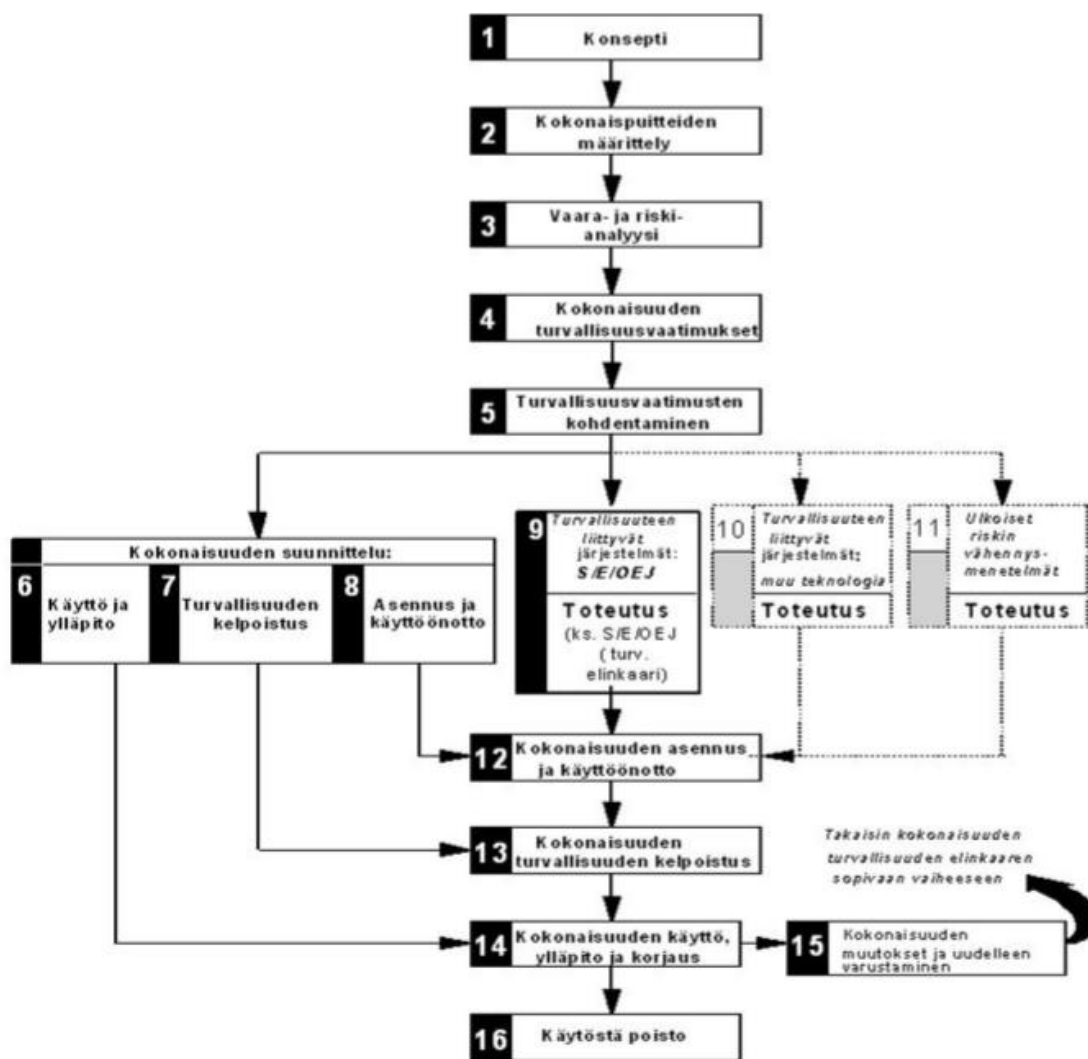 1 Konsepti
2 Kokonaispuitteiden
määrittely
3 Vaara- ja riski-
analyysi
4 Kokonaisuuden
turvallisuusvaatimukset
5 Turvallisuusvaatimusten
kohdentaminen
Kokonaisuuden suunnittelu:
6 Käyttö ja
ylläpito
7 Turvallisuuden
kelpoistus
8 Asennus ja
käyttöönotto
9 Turvallisuuteen
liittyvät
järjestelmät:
S/E/OEJ
Toteutus
(ks. S/E/OEJ
( turv.
elinkaari)
10 Turvallisuuteen
liittyvät
järjestelmät:
muu teknologia
Toteutus
11 Ulkoiset
riskin
vähennys-
menetelmät
Toteutus
12 Kokonaisuuden asennus
ja käyttöönotto
13 Kokonaisuuden
turvallisuuden kelpoistus
Takaisin kokonaisuuden
turvallisuuden elinkaaren
sopivaan vaiheeseen
14 Kokonaisuuden käyttö,
ylläpito ja korjaus
15 Kokonaisuuden
muutokset ja uudelleen
varustaminen
16 Käytöstä poisto